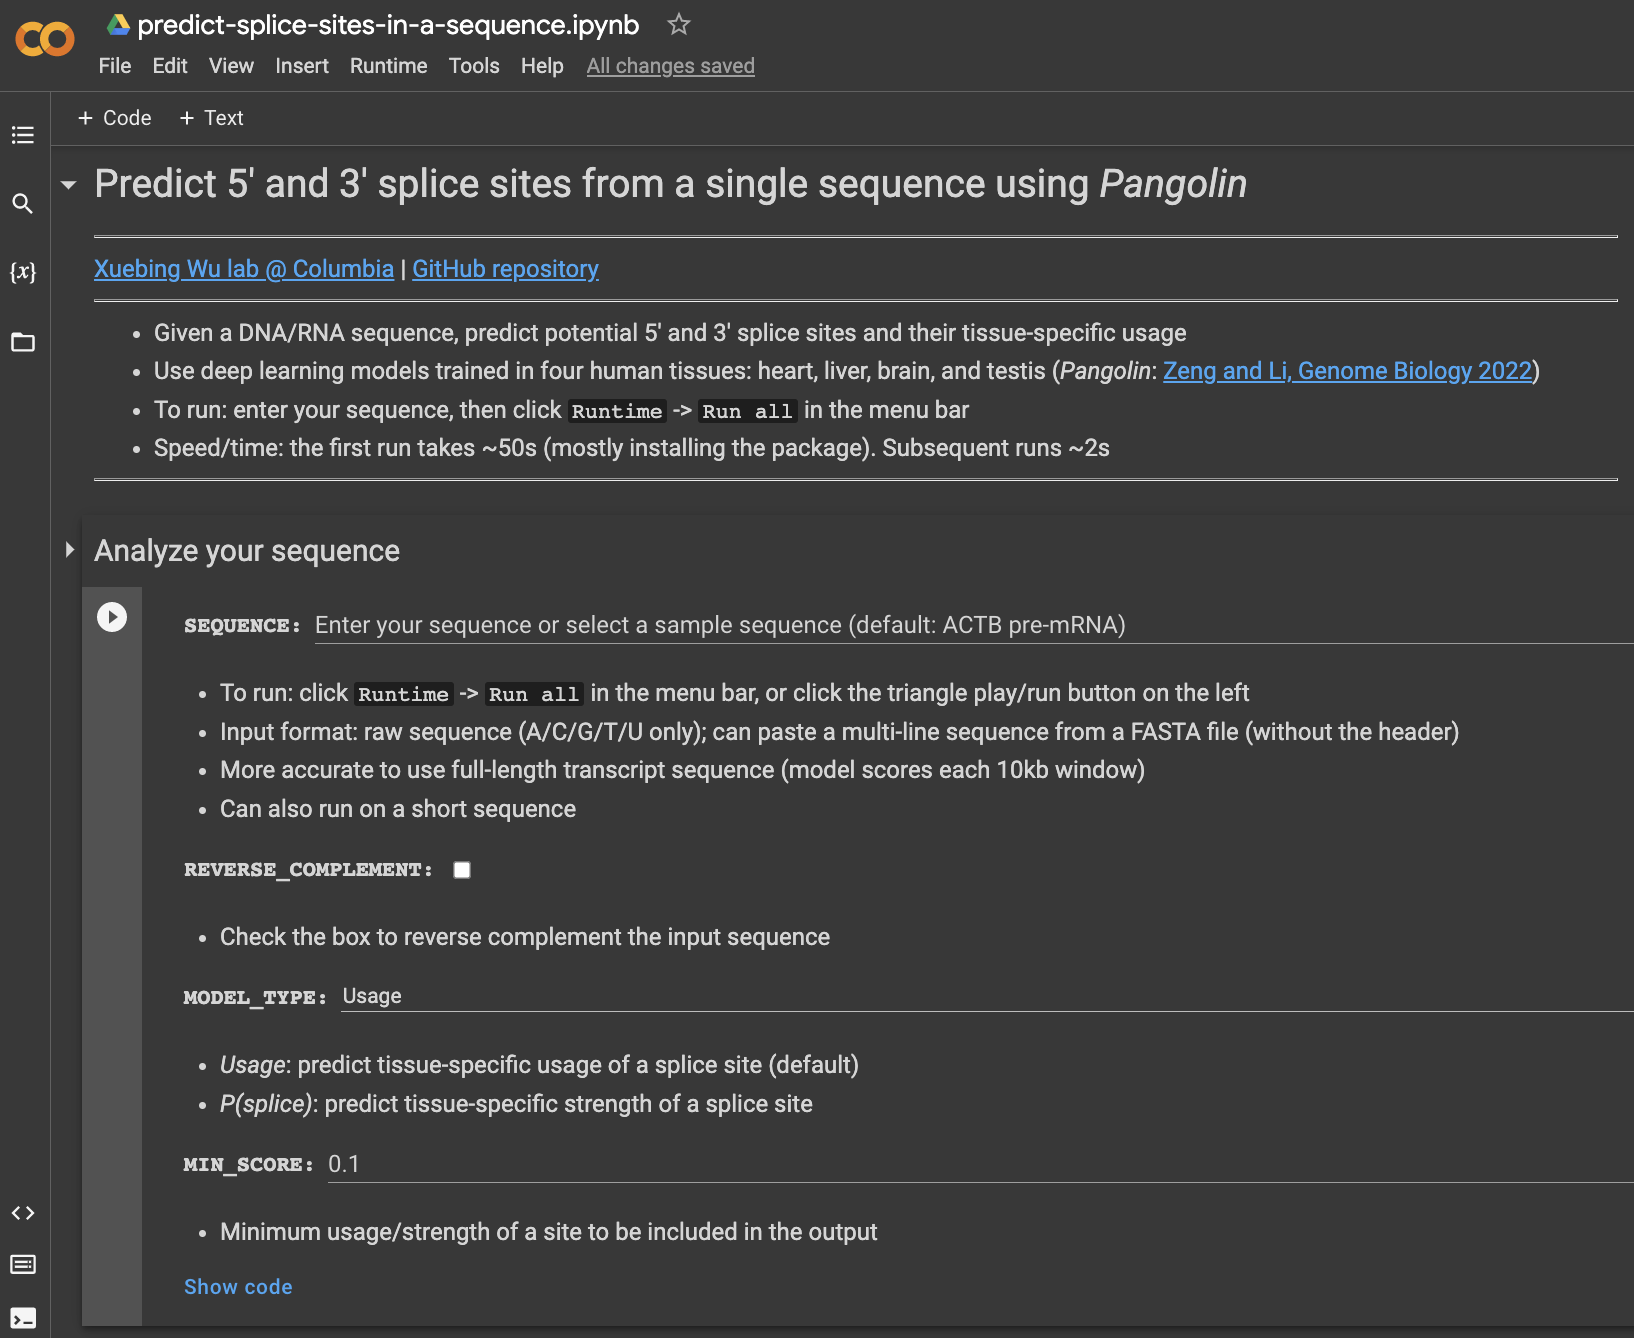 predict-splice-sites-in-a-sequence.ipynb
File Edit View Insert Runtime Tools Help All changes saved
+ Code + Text
Predict 5' and 3' splice sites from a single sequence using Pangolin
Xuebing Wu lab @ Columbia | GitHub repository
• Given a DNA/RNA sequence, predict potential 5' and 3' splice sites and their tissue-specific usage
• Use deep learning models trained in four human tissues: heart, liver, brain, and testis (Pangolin: Zeng and Li, Genome Biology 2022)
• To run: enter your sequence, then click Runtime -> Run all in the menu bar
• Speed/time: the first run takes ~50s (mostly installing the package). Subsequent runs ~2s
{x}
Analyze your sequence
SEQUENCE: Enter your sequence or select a sample sequence (default: ACTB pre-mRNA)
• To run: click Runtime -> Run all in the menu bar, or click the triangle play/run button on the left
• Input format: raw sequence (A/C/G/T/U only); can paste a multi-line sequence from a FASTA file (without the header)
• More accurate to use full-length transcript sequence (model scores each 10kb window)
• Can also run on a short sequence
REVERSE_COMPLEMENT:
• Check the box to reverse complement the input sequence
MODEL_TYPE: Usage
• Usage: predict tissue-specific usage of a splice site (default)
• P(splice): predict tissue-specific strength of a splice site
MIN_SCORE: 0.1
• Minimum usage/strength of a site to be included in the output
Show code